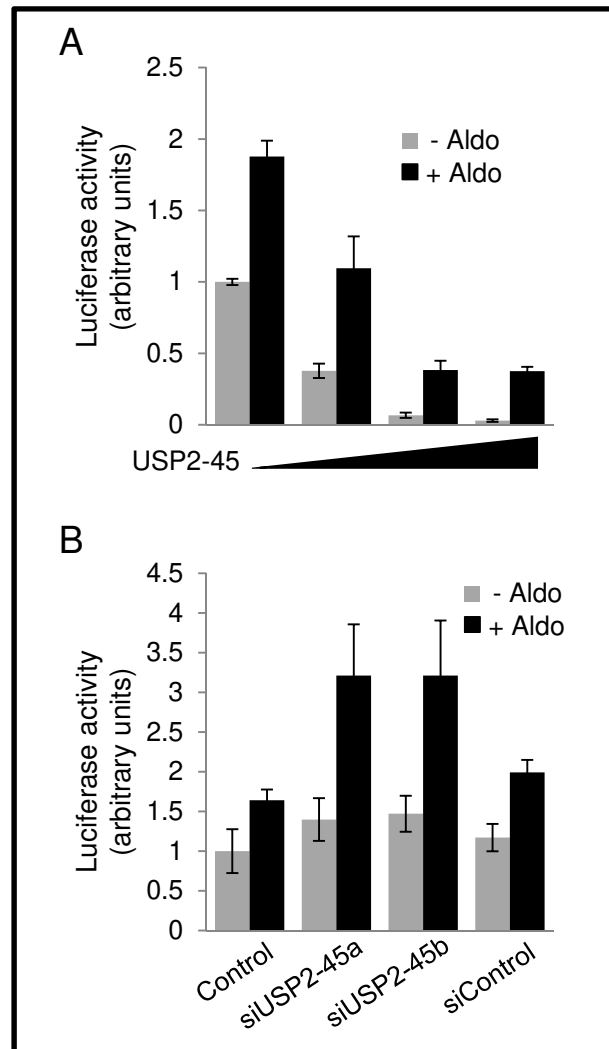 A
2.5
2
1.5
1
0.5
0
Luciferase activity
(arbitrary units)
- Aldo
+ Aldo
USP2-45
B
4.5
4
3.5
3
2.5
2
1.5
1
0.5
0
Luciferase activity
(arbitrary units)
- Aldo
+ Aldo
Control
siUSP2-45a
siUSP2-45b
siControl